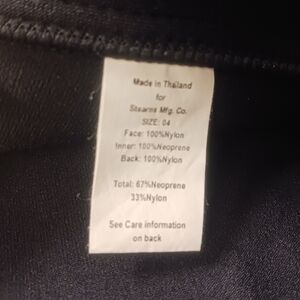 Made in Thailand
for
Stearns Mfg. Co.
SIZE: 04
Face: 100%Nylon
Inner: 100%Neoprene
Back: 100%Nylon
Total: 67%Neoprene
33%Nylon
See Care information
on back